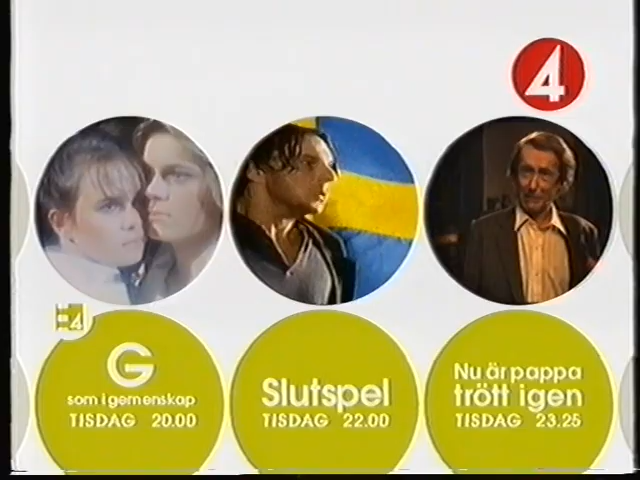 4
4
G
som i gemenskap
TISDAG 20.00
Slutspel
TISDAG 22.00
Nu är pappa
trött igen
TISDAG 23.25